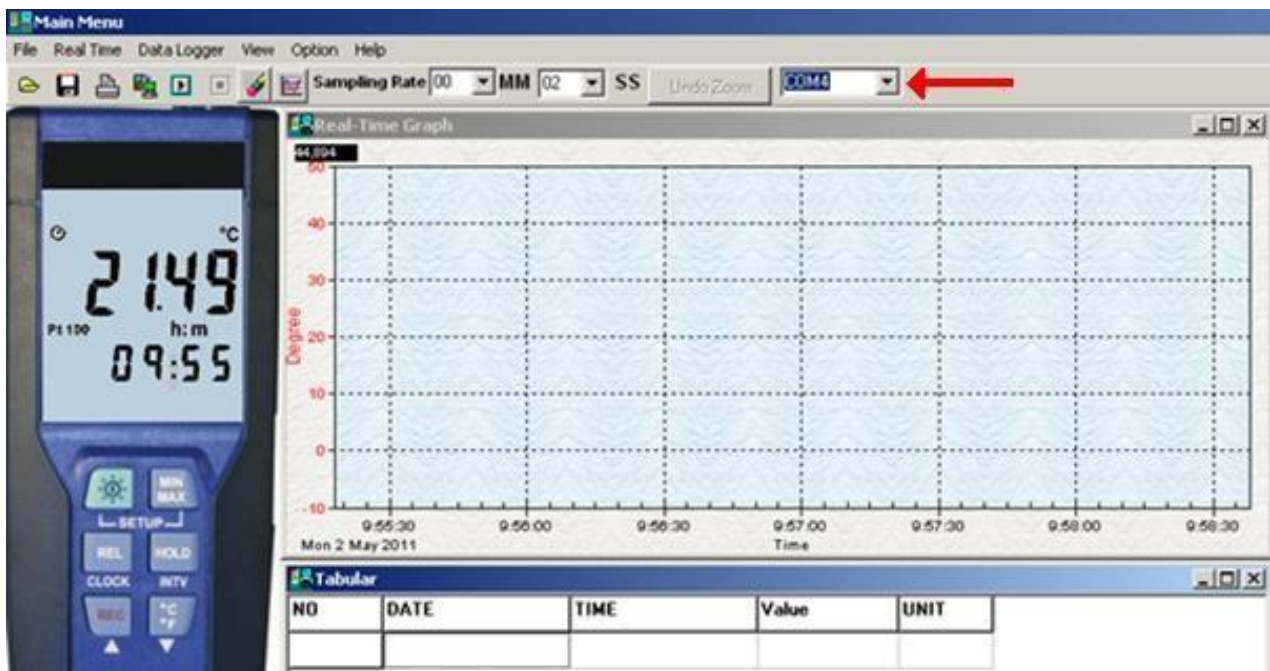 Main Menu
File Real Time Data Logger View Option Help
Sampling Rate 00 MM 02 SS Undo Zoom COM4
Real-Time Graph
44,894
50
40
30
20
10
0
-10
Degree
9:55:30 9:56:00 9:56:30 9:57:00 9:57:30 9:58:00 9:58:30
Mon 2 May 2011 Time
°C
21.49
Pt 100 h:m
09:55
MIN
MAX
SETUP
REL HOLD
CLOCK INTV
REC °C
°F
Tabular
NO DATE TIME Value UNIT